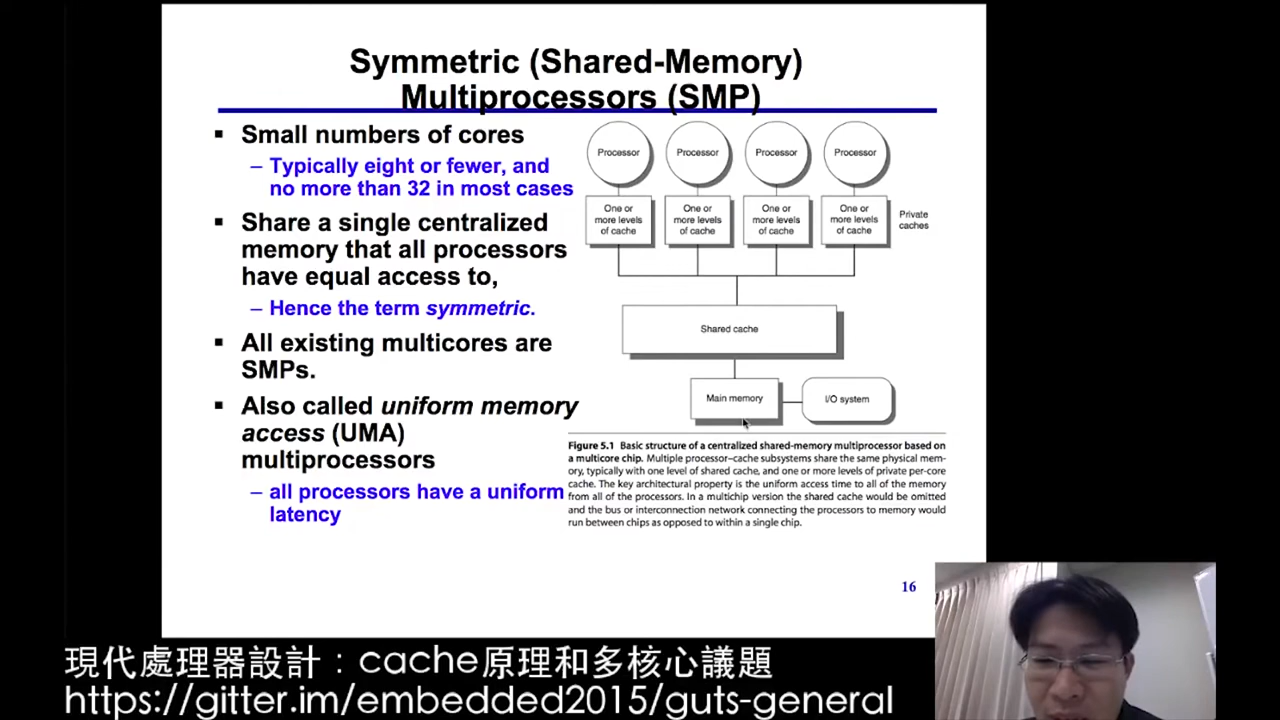 Symmetric (Shared-Memory)
Multiprocessors (SMP)
▪ Small numbers of cores
– Typically eight or fewer, and
no more than 32 in most cases
▪ Share a single centralized
memory that all processors
have equal access to,
– Hence the term symmetric.
▪ All existing multicores are
SMPs.
▪ Also called uniform memory
access (UMA)
multiprocessors
– all processors have a uniform
latency
Processor Processor Processor Processor
One or
more levels
of cache
One or
more levels
of cache
One or
more levels
of cache
One or
more levels
of cache
Private
caches
Shared cache
Main memory
I/O system
Figure 5.1 Basic structure of a centralized shared-memory multiprocessor based on
a multicore chip. Multiple processor–cache subsystems share the same physical mem-
ory, typically with one level of shared cache, and one or more levels of private per-core
cache. The key architectural property is the uniform access time to all of the memory
from all of the processors. In a multichip version the shared cache would be omitted
and the bus or interconnection network connecting the processors to memory would
run between chips as opposed to within a single chip.
16
現代處理器設計：cache原理和多核心議題
https://gitter.im/embedded2015/guts-general